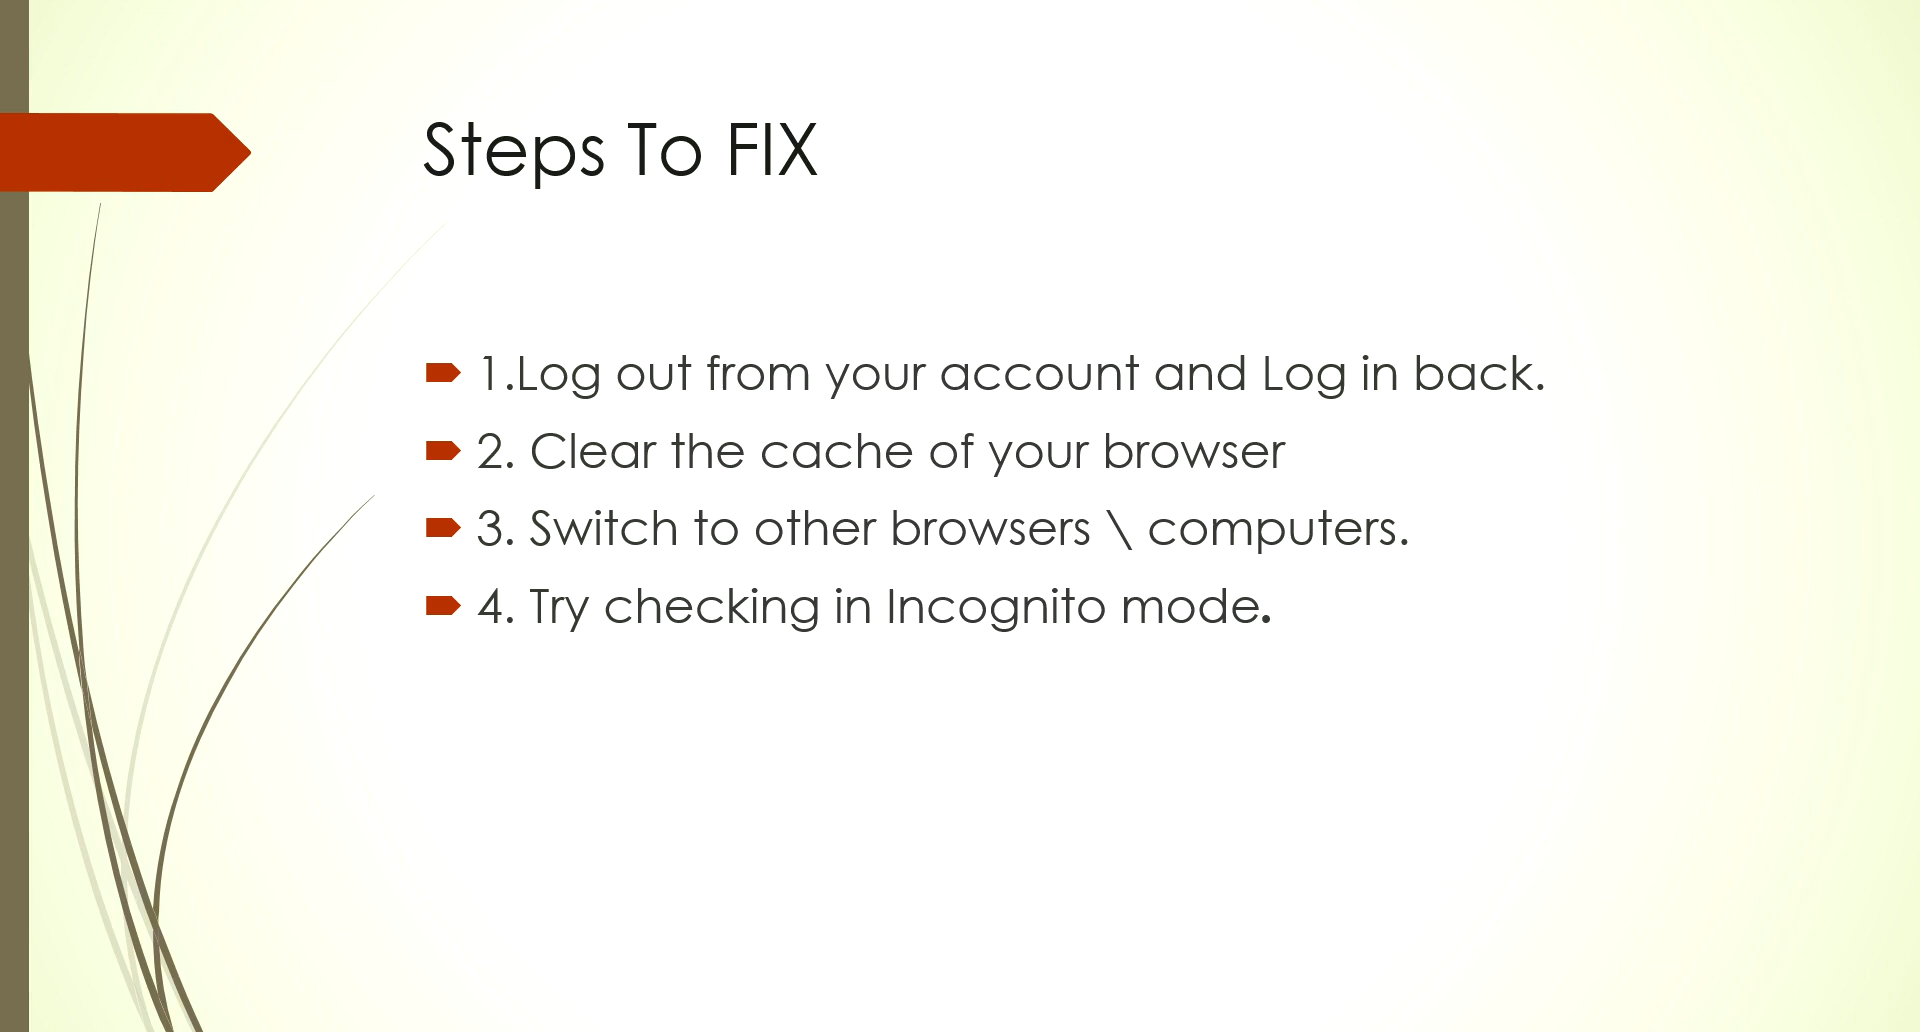 Steps To FIX
1.Log out from your account and Log in back.
2. Clear the cache of your browser
3. Switch to other browsers \ computers.
4. Try checking in Incognito mode.